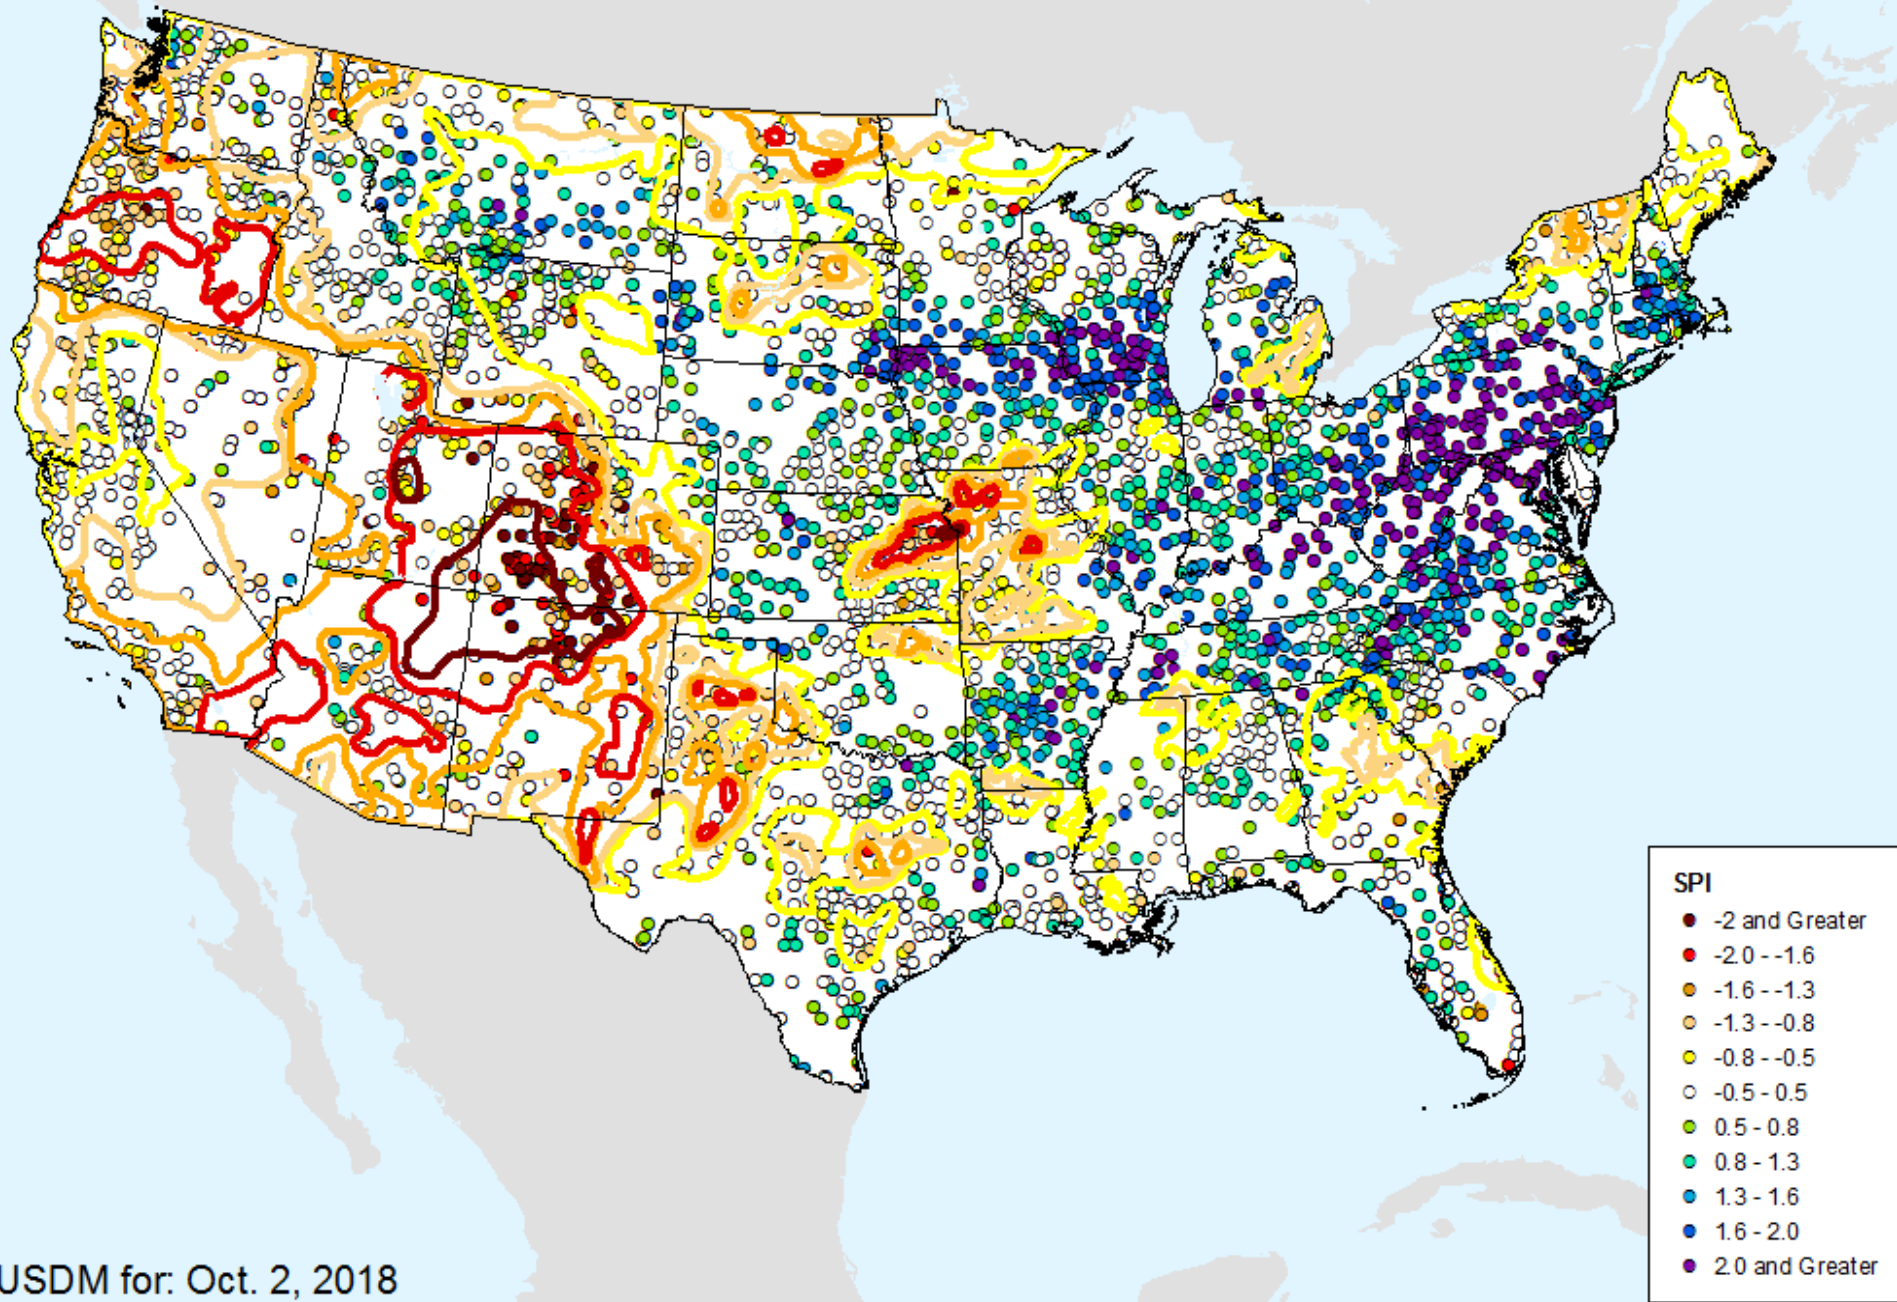 SPI
-2 and Greater
-2.0 - -1.6
-1.6 - -1.3
-1.3 - -0.8
-0.8 - -0.5
-0.5 - 0.5
0.5 - 0.8
0.8 - 1.3
1.3 - 1.6
1.6 - 2.0
2.0 and Greater
USDM for: Oct. 2, 2018